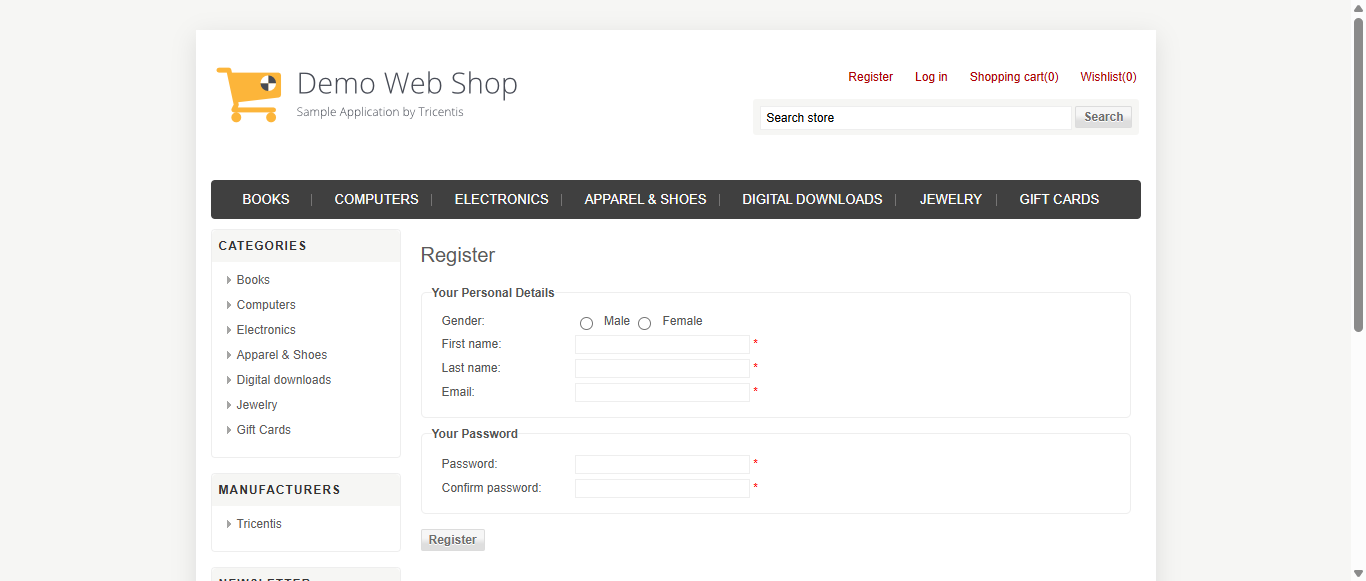 Demo Web Shop
Sample Application by Tricentis
Register Log in Shopping cart(0) Wishlist(0)
Search store Search
BOOKS COMPUTERS ELECTRONICS APPAREL & SHOES DIGITAL DOWNLOADS JEWELRY GIFT CARDS
CATEGORIES
Books
Computers
Electronics
Apparel & Shoes
Digital downloads
Jewelry
Gift Cards
MANUFACTURERS
Tricentis
NEWSLETTER
Register
Your Personal Details
Gender: Male Female
First name: *
Last name: *
Email: *
Your Password
Password: *
Confirm password: *
Register